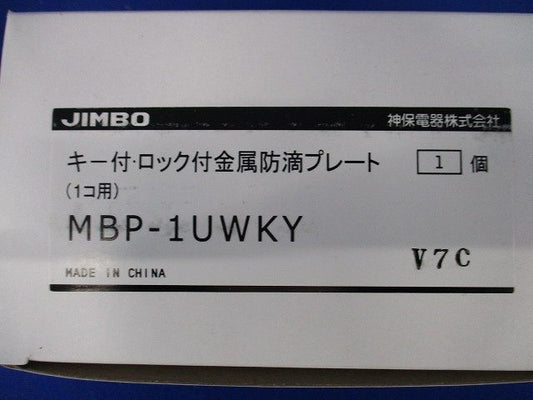 JIMBO 神保電器株式会社
キー付・ロック付金属防滴プレート 1 個
(1コ用)
MBP-1UWKY
V7C
MADE IN CHINA